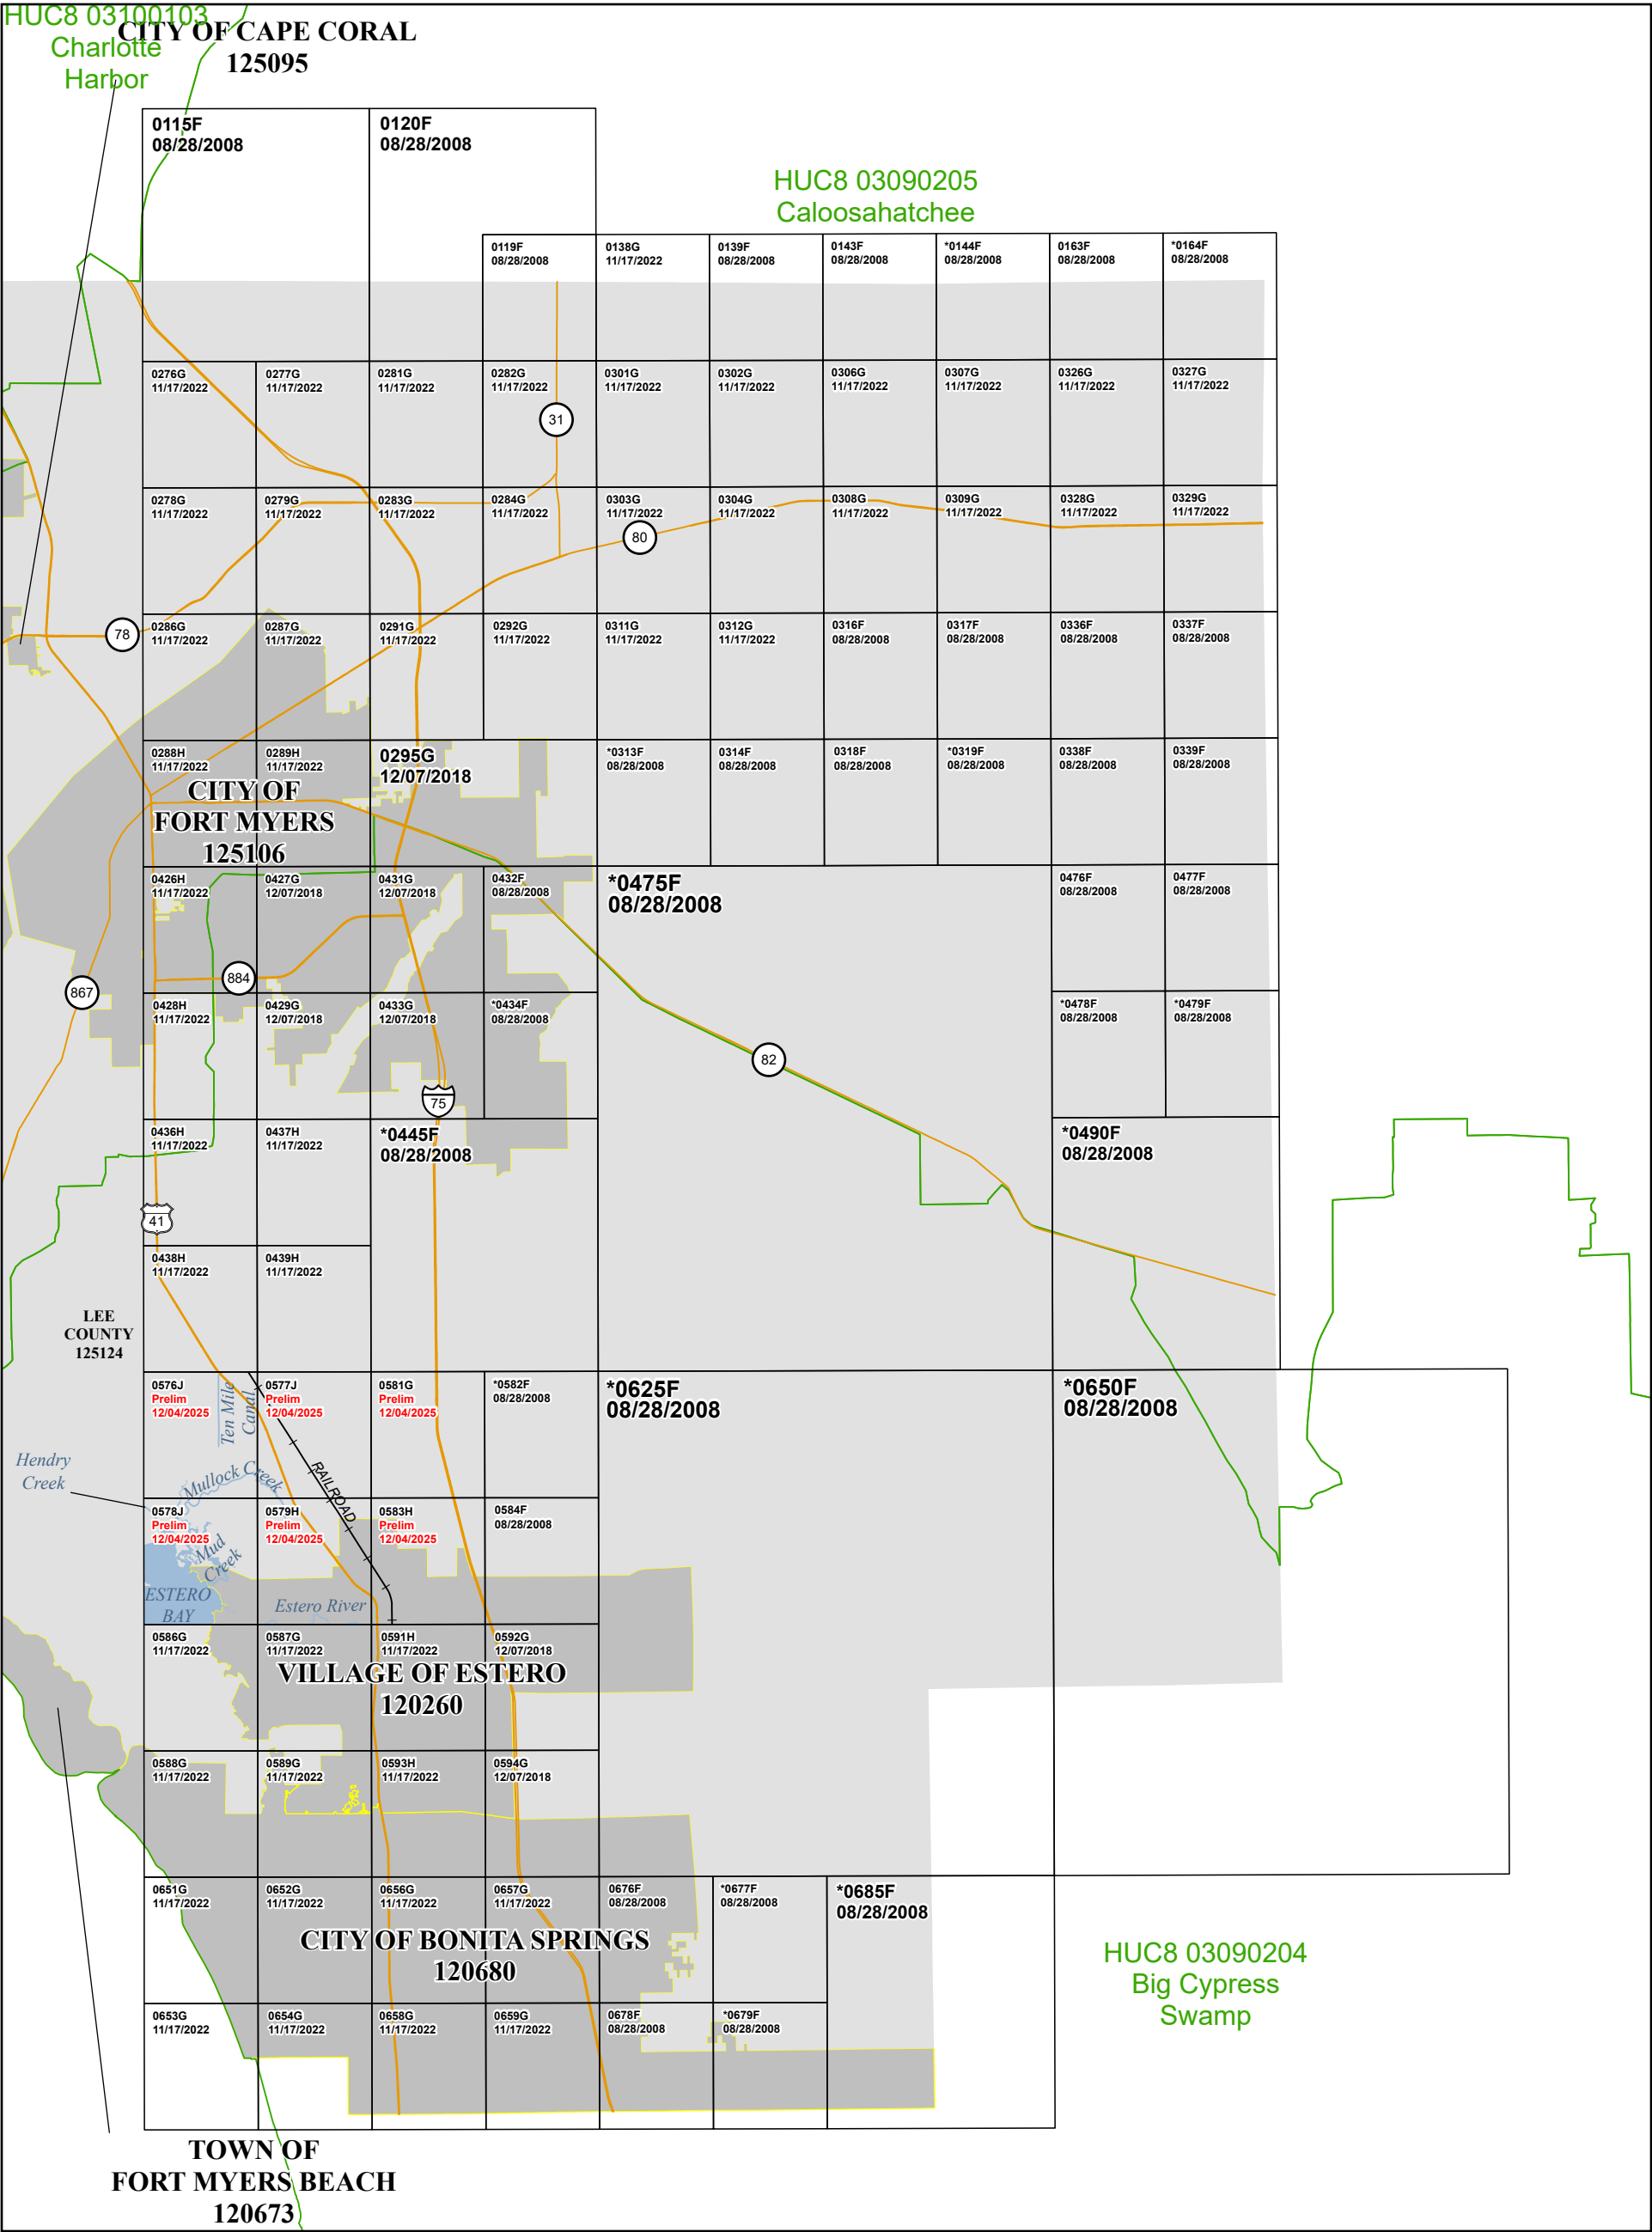 HUC8 03100103
Charlotte
Harbor
CITY OF CAPE CORAL
125095
0115F
08/28/2008
0120F
08/28/2008
HUC8 03090205
Caloosahatchee
0119F
08/28/2008
0138G
11/17/2022
0139F
08/28/2008
0143F
08/28/2008
*0144F
08/28/2008
0163F
08/28/2008
*0164F
08/28/2008
0276G
11/17/2022
0277G
11/17/2022
0281G
11/17/2022
0282G
11/17/2022
0301G
11/17/2022
0302G
11/17/2022
0306G
11/17/2022
0307G
11/17/2022
0326G
11/17/2022
0327G
11/17/2022
31
0278G
11/17/2022
0279G
11/17/2022
0283G
11/17/2022
0284G
11/17/2022
0303G
11/17/2022
0304G
11/17/2022
0308G
11/17/2022
0309G
11/17/2022
0328G
11/17/2022
0329G
11/17/2022
80
78
0286G
11/17/2022
0287G
11/17/2022
0291G
11/17/2022
0292G
11/17/2022
0311G
11/17/2022
0312G
11/17/2022
0316F
08/28/2008
0317F
08/28/2008
0336F
08/28/2008
0337F
08/28/2008
0288H
11/17/2022
0289H
11/17/2022
0295G
12/07/2018
*0313F
08/28/2008
0314F
08/28/2008
0318F
08/28/2008
*0319F
08/28/2008
0338F
08/28/2008
0339F
08/28/2008
CITY OF
FORT MYERS
125106
0426H
11/17/2022
0427G
12/07/2018
0431G
12/07/2018
0432F
08/28/2008
*0475F
08/28/2008
0476F
08/28/2008
0477F
08/28/2008
884
867
0428H
11/17/2022
0429G
12/07/2018
0433G
12/07/2018
*0434F
08/28/2008
*0478F
08/28/2008
*0479F
08/28/2008
82
75
0436H
11/17/2022
0437H
11/17/2022
*0445F
08/28/2008
*0490F
08/28/2008
41
0438H
11/17/2022
0439H
11/17/2022
LEE
COUNTY
125124
0576J
Prelim
12/04/2025
Ten Mile
Canal
0577J
Prelim
12/04/2025
0581G
Prelim
12/04/2025
*0582F
08/28/2008
*0625F
08/28/2008
*0650F
08/28/2008
Hendry
Creek
Mullock Creek
RAILROAD
0578J
Prelim
12/04/2025
0579H
Prelim
12/04/2025
0583H
Prelim
12/04/2025
0584F
08/28/2008
Mud
Creek
ESTERO
BAY
Estero River
0586G
11/17/2022
0587G
11/17/2022
0591H
11/17/2022
0592G
12/07/2018
VILLAGE OF ESTERO
120260
0588G
11/17/2022
0589G
11/17/2022
0593H
11/17/2022
0594G
12/07/2018
0651G
11/17/2022
0652G
11/17/2022
0656G
11/17/2022
0657G
11/17/2022
0676F
08/28/2008
*0677F
08/28/2008
*0685F
08/28/2008
CITY OF BONITA SPRINGS
120680
HUC8 03090204
Big Cypress
Swamp
0653G
11/17/2022
0654G
11/17/2022
0658G
11/17/2022
0659G
11/17/2022
0678F
08/28/2008
*0679F
08/28/2008
TOWN OF
FORT MYERS BEACH
120673